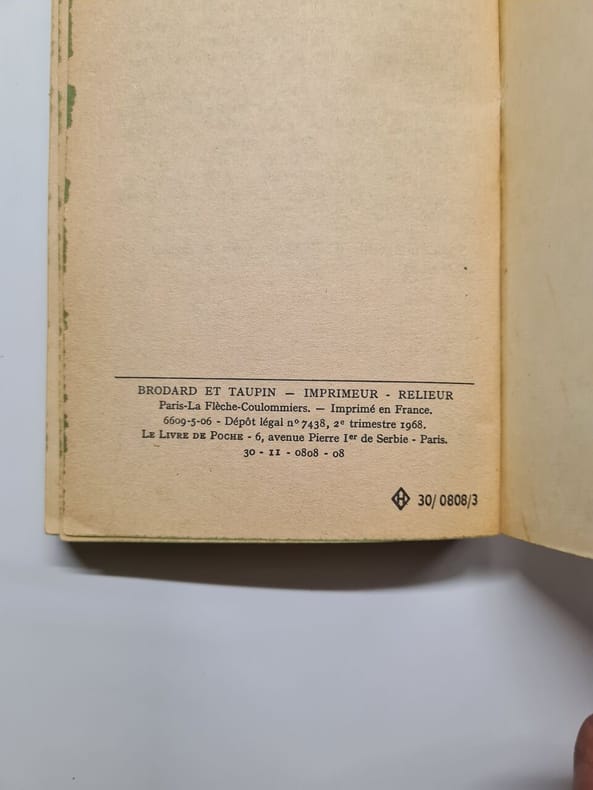 BRODARD ET TAUPIN — IMPRIMEUR - RELIEUR
Paris-La Flèche-Coulommiers. — Imprimé en France.
6609-5-06 - Dépôt légal nº 7438, 2e trimestre 1968.
LE LIVRE DE POCHE - 6, avenue Pierre Ier de Serbie - Paris.
30 - 11 - 0808 - 08
H 30/0808/3